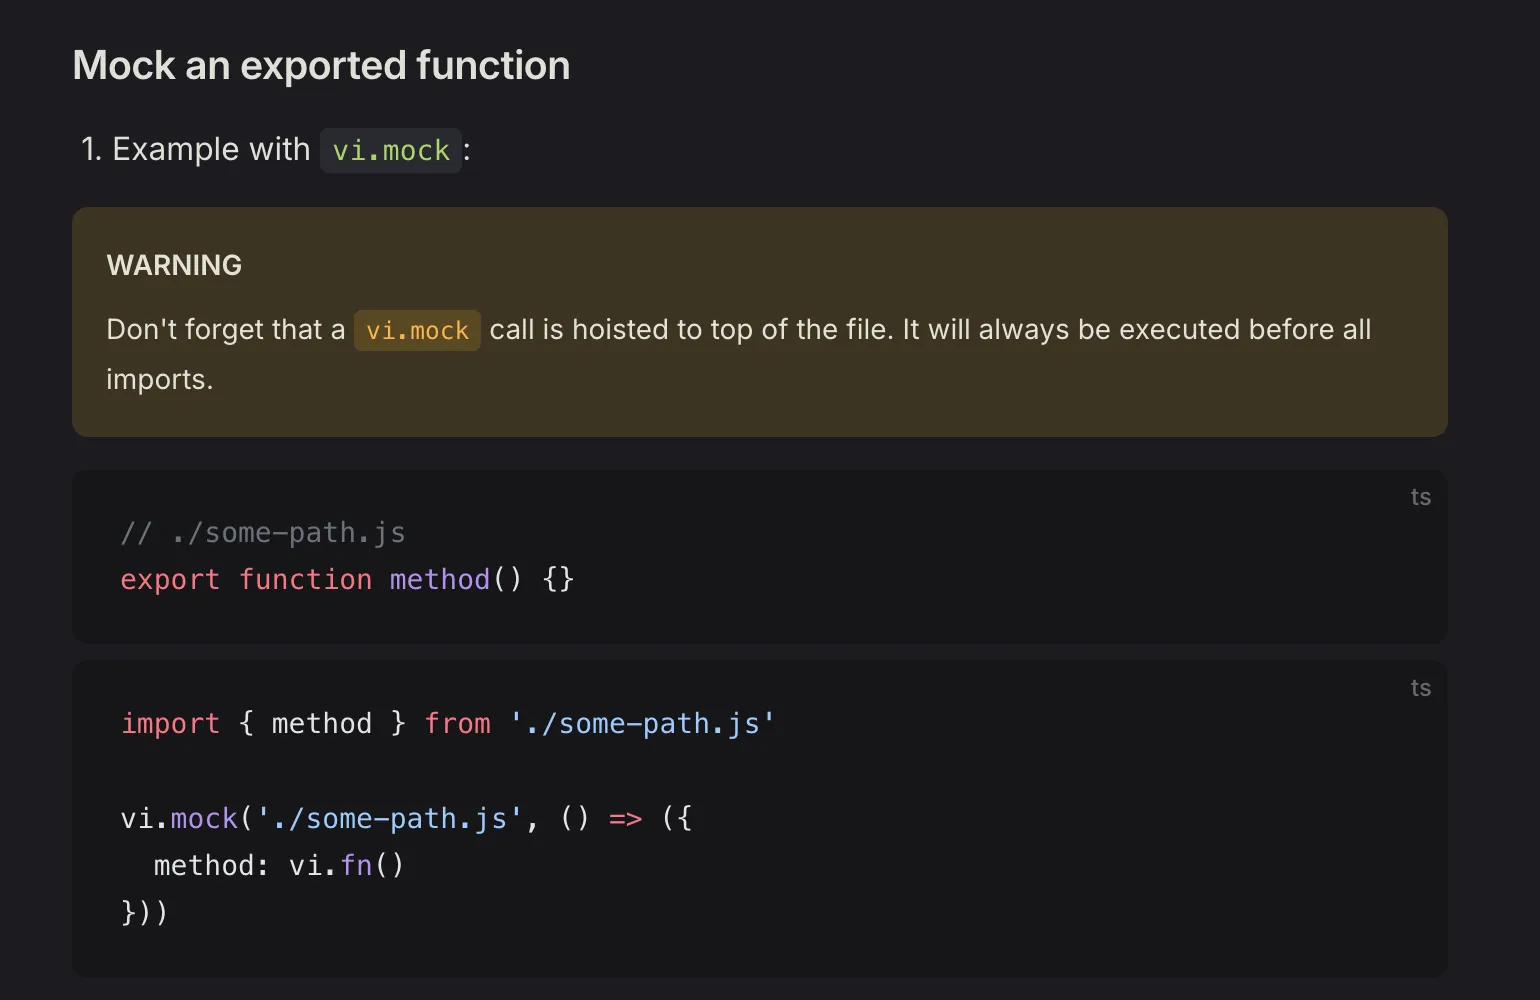 Mock an exported function
1. Example with vi.mock:
WARNING
Don't forget that a vi.mock call is hoisted to top of the file. It will always be executed before all
imports.
ts
// ./some-path.js
export function method() {}
ts
import { method } from './some-path.js'
vi.mock('./some-path.js', () => ({
  method: vi.fn()
}))